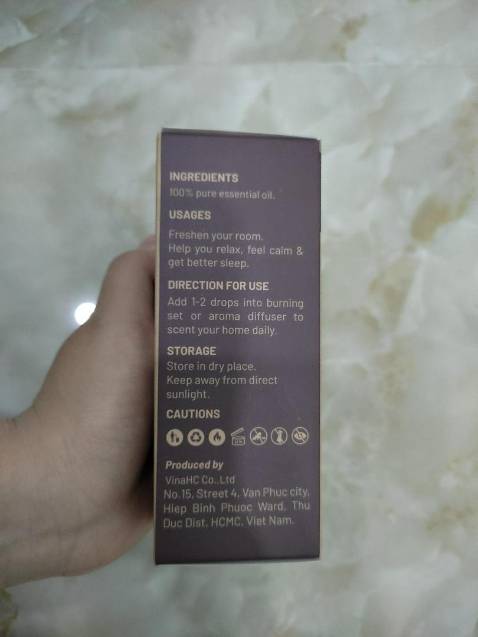 INGREDIENTS
100% pure essential oil.
USAGES
Freshen your room.
Help you relax, feel calm &
get better sleep.
DIRECTION FOR USE
Add 1-2 drops into burning
set or aroma diffuser to
scent your home daily.
STORAGE
Store in dry place.
Keep away from direct
sunlight.
CAUTIONS
Produced by
VinaHC Co.,Ltd
No.15, Street 4, Van Phuc city,
Hiep Binh Phuoc Ward, Thu
Duc Dist, HCMC, Viet Nam.